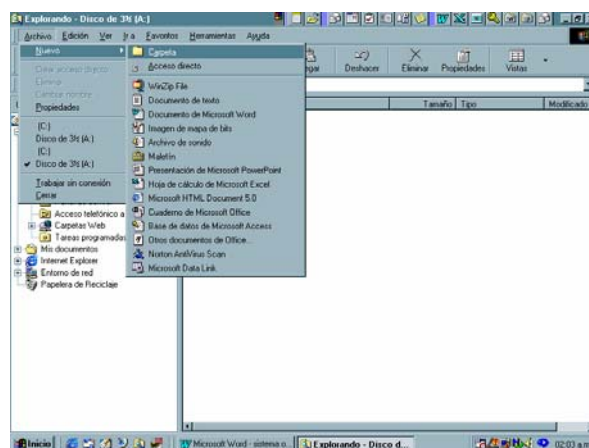 Explorando - Disco de 3½ (A:)
Archivo Edición Ver Ir a Favoritos Herramientas Ayuda
Nuevo
Crear acceso directo
Eliminar
Cambiar nombre
Propiedades
(C:)
Disco de 3½ (A:)
(C:)
Disco de 3½ (A:)
Trabajar sin conexión
Cerrar
Carpeta
Acceso directo
WinZip File
Documento de texto
Documento de Microsoft Word
Imagen de mapa de bits
Archivo de sonido
Maletín
Presentación de Microsoft PowerPoint
Hoja de cálculo de Microsoft Excel
Microsoft HTML Document 5.0
Cuaderno de Microsoft Office
Base de datos de Microsoft Access
Otros documentos de Office...
Norton AntiVirus Scan
Microsoft Data Link
Deshacer Eliminar Propiedades Vistas
Tamaño Tipo Modificado
Acceso telefónico a
Carpetas Web
Tareas programadas
Mis documentos
Internet Explorer
Entorno de red
Papelera de Reciclaje
Inicio Microsoft Word - sistema o... Explorando - Disco d... 02:03 a.m.